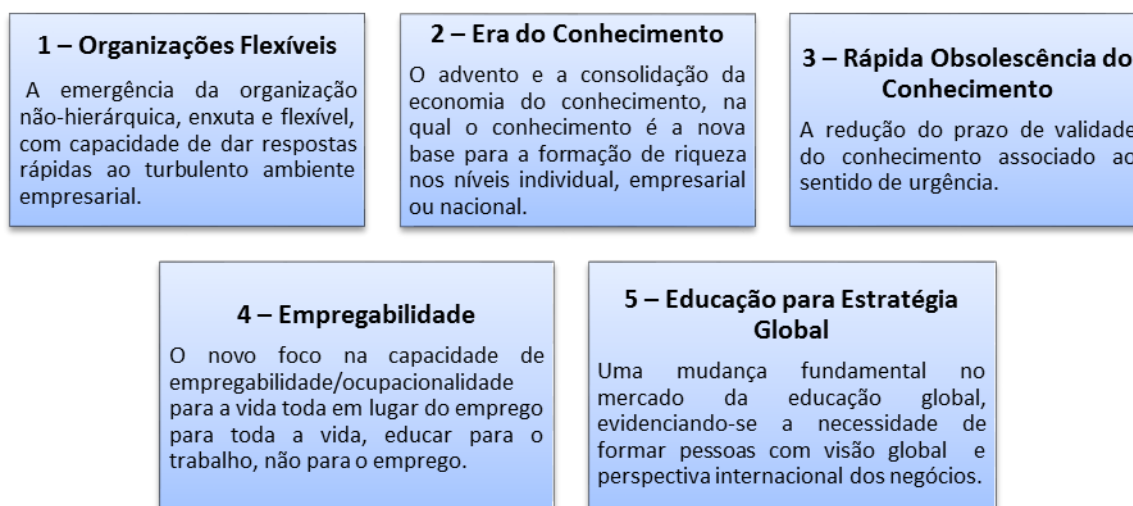 1 – Organizações Flexíveis
A emergência da organização
não-hierárquica, enxuta e flexível,
com capacidade de dar respostas
rápidas ao turbulento ambiente
empresarial.
2 – Era do Conhecimento
O advento e a consolidação da
economia do conhecimento, na
qual o conhecimento é a nova
base para a formação de riqueza
nos níveis individual, empresarial
ou nacional.
3 – Rápida Obsolescência do
Conhecimento
A redução do prazo de validade
do conhecimento associado ao
sentido de urgência.
4 – Empregabilidade
O novo foco na capacidade de
empregabilidade/ocupacionalidade
para a vida toda em lugar do emprego
para toda a vida, educar para o
trabalho, não para o emprego.
5 – Educação para Estratégia
Global
Uma mudança fundamental no
mercado da educação global,
evidenciando-se a necessidade de
formar pessoas com visão global e
perspectiva internacional dos negócios.